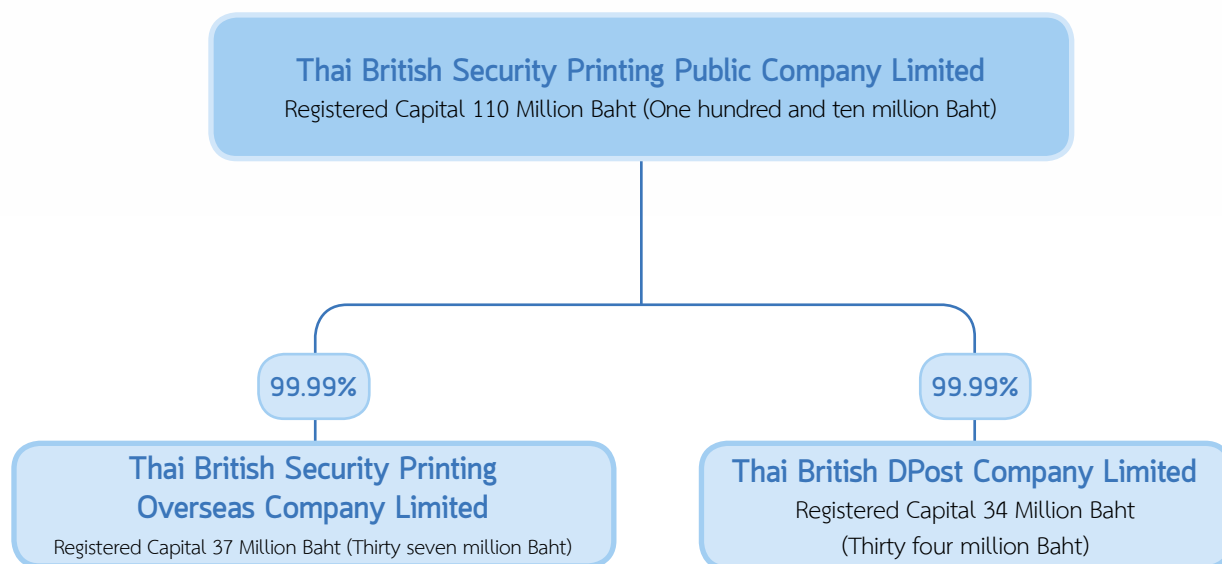 Thai British Security Printing Public Company Limited
Registered Capital 110 Million Baht (One hundred and ten million Baht)
99.99%
99.99%
Thai British Security Printing
Overseas Company Limited
Registered Capital 37 Million Baht (Thirty seven million Baht)
Thai British DPost Company Limited
Registered Capital 34 Million Baht
(Thirty four million Baht)